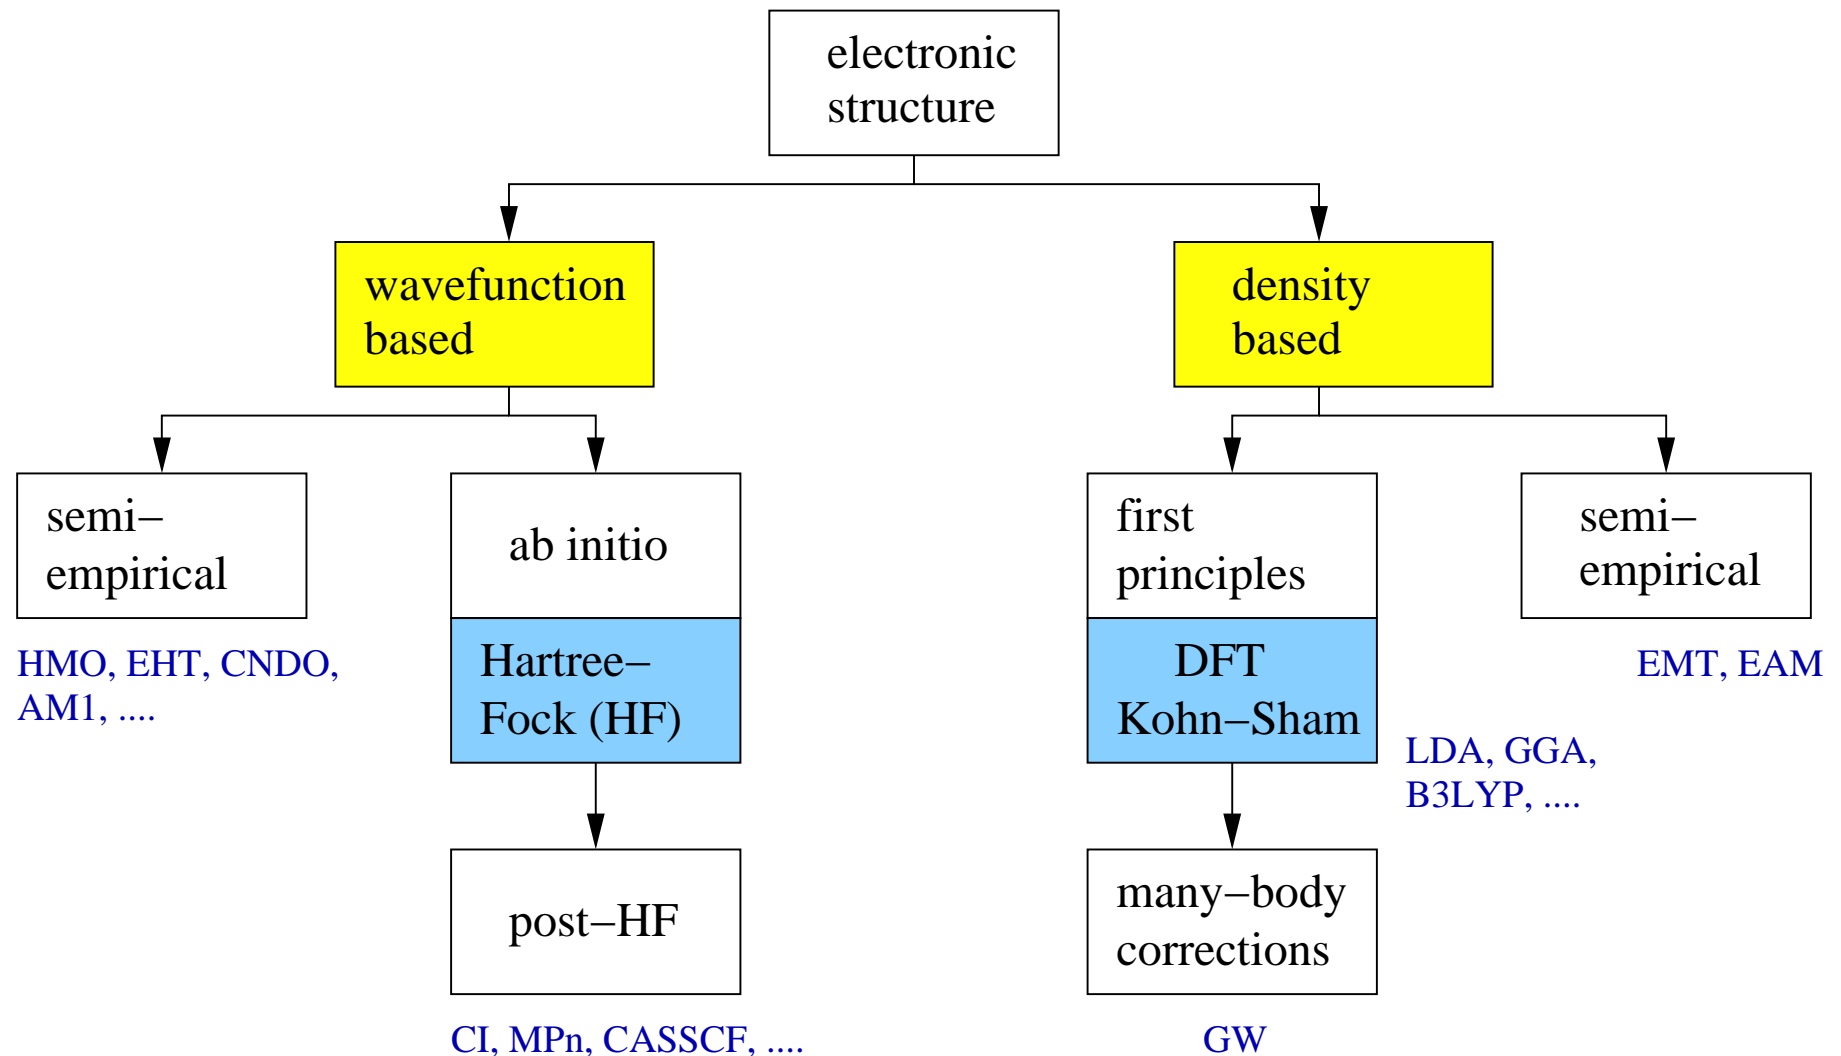 electronic
structure
wavefunction
based
density
based
semi−
empirical
ab initio
first
principles
semi−
empirical
HMO, EHT, CNDO,
AM1, ....
Hartree−
Fock (HF)
DFT
Kohn−Sham
EMT, EAM
LDA, GGA,
B3LYP, ....
post−HF
many−body
corrections
CI, MPn, CASSCF, ....
GW